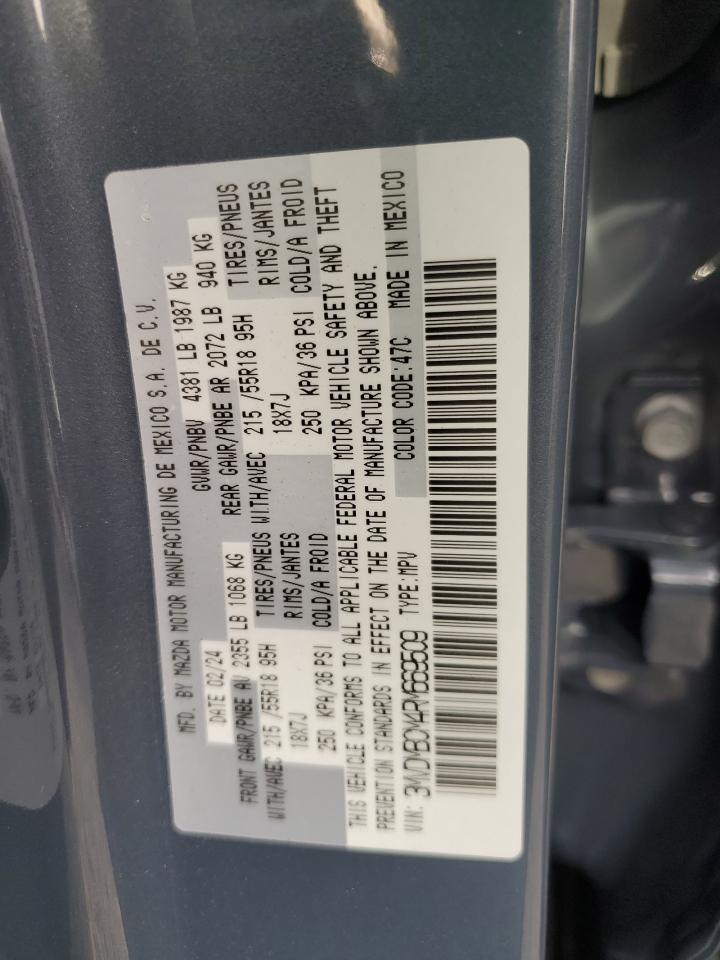 MFD. BY MAZDA MOTOR MANUFACTURING DE MEXICO S.A. DE C.V.
DATE 02/24 GVWR/PNBV 4381 LB 1987 KG
FRONT GAWR/PNBE AV 2355 LB 1068 KG REAR GAWR/PNBE AR 2072 LB 940 KG
WITH/AVEC 215 /55R18 95H TIRES/PNEUS WITH/AVEC 215 /55R18 95H TIRES/PNEUS
18X7J RIMS/JANTES 18X7J RIMS/JANTES
250 KPA/36 PSI COLD/A FROID 250 KPA/36 PSI COLD/A FROID
THIS VEHICLE CONFORMS TO ALL APPLICABLE FEDERAL MOTOR VEHICLE SAFETY AND THEFT
PREVENTION STANDARDS IN EFFECT ON THE DATE OF MANUFACTURE SHOWN ABOVE.
VIN: 3MVDMBCM4RM669509 TYPE:MPV COLOR CODE:47C MADE IN MEXICO